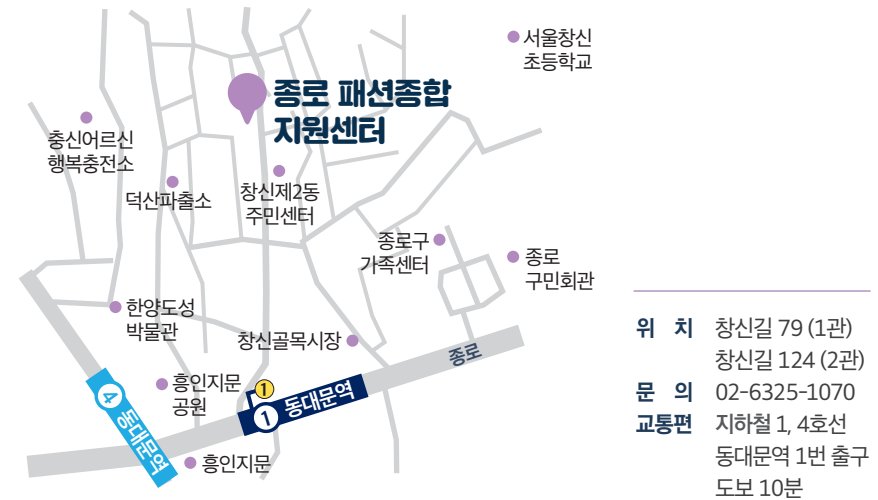 서울창신
초등학교
종로 패션종합
지원센터
충신어르신
행복충전소
덕산파출소
창신제2동
주민센터
종로구
가족센터
종로
구민회관
한양도성
박물관
창신골목시장
종로
흥인지문
공원
1
1 동대문역
4 동대문역
흥인지문
위 치 창신길 79 (1관)
창신길 124 (2관)
문 의 02-6325-1070
교통편 지하철 1, 4호선
동대문역 1번 출구
도보 10분